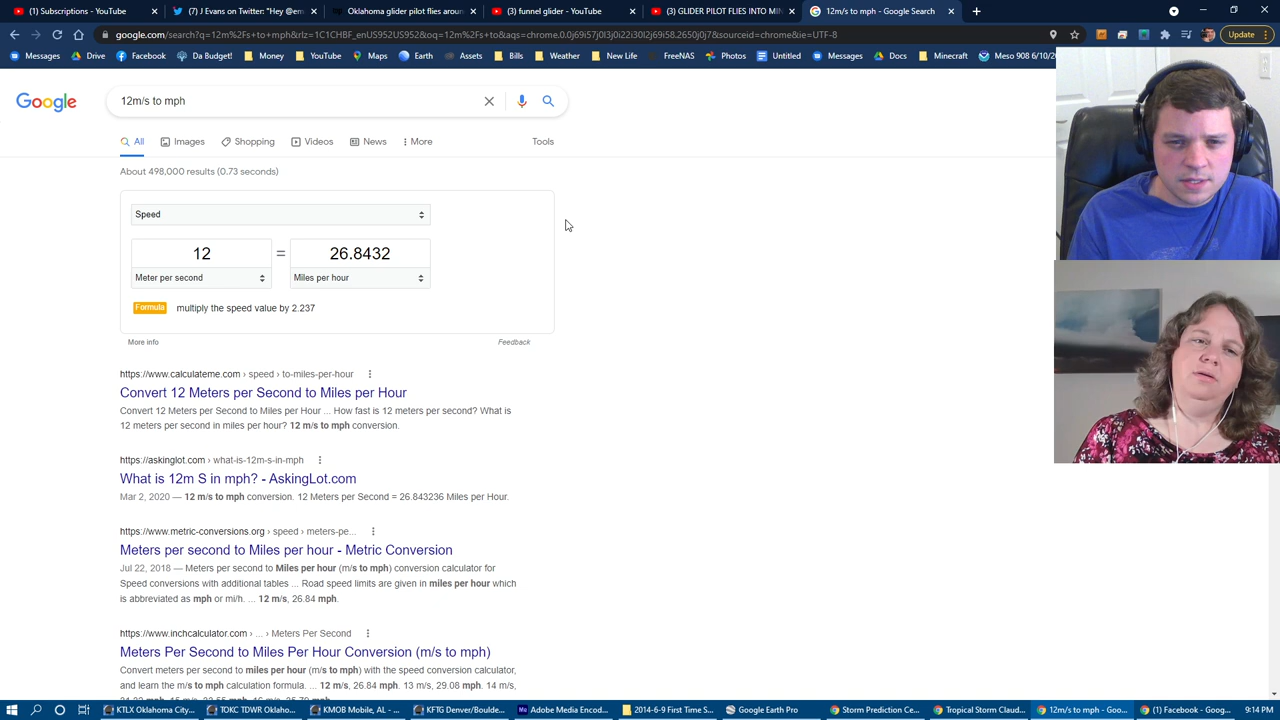 (1) Subscriptions - YouTube
(7) J Evans on Twitter: "Hey @em
Oklahoma glider pilot flies aroun
(3) funnel glider - YouTube
(3) GLIDER PILOT FLIES INTO MIN
12m/s to mph - Google Search
google.com/search?q=12m%2Fs+to+mph&rlz=1C1CHBF_enUS952US952&oq=12m%2Fs+to&aqs=chrome.0.0j69i57j0l3j0i22i30l2j69i58.2650j0j7&sourceid=chrome&ie=UTF-8
Update
Messages
Drive
Facebook
Da Budget!
Money
YouTube
Maps
Earth
Assets
Bills
Weather
New Life
FreeNAS
Photos
Untitled
Messages
Docs
Minecraft
Meso 908 6/10/20
Google
12m/s to mph
All
Images
Shopping
Videos
News
More
Tools
About 498,000 results (0.73 seconds)
Speed
12 = 26.8432
Meter per second
Miles per hour
Formula multiply the speed value by 2.237
More info
Feedback
https://www.calculateme.com › speed › to-miles-per-hour
Convert 12 Meters per Second to Miles per Hour
Convert 12 Meters per Second to Miles per Hour ... How fast is 12 meters per second? What is
12 meters per second in miles per hour? 12 m/s to mph conversion.
https://askinglot.com › what-is-12m-s-in-mph
What is 12m S in mph? - AskingLot.com
Mar 2, 2020 — 12 m/s to mph conversion. 12 Meters per Second = 26.843236 Miles per Hour.
https://www.metric-conversions.org › speed › meters-pe...
Meters per second to Miles per hour - Metric Conversion
Jul 22, 2018 — Meters per second to Miles per hour (m/s to mph) conversion calculator for
Speed conversions with additional tables ... Road speed limits are given in miles per hour which
is abbreviated as mph or mi/h. ... 12 m/s, 26.84 mph.
https://www.inchcalculator.com › ... › Meters Per Second
Meters Per Second to Miles Per Hour Conversion (m/s to mph)
Convert meters per second to miles per hour (m/s to mph) with the speed conversion calculator,
and learn the m/s to mph calculation formula. ... 12 m/s, 26.84 mph. 13 m/s, 29.08 mph. 14 m/s,
KTLX Oklahoma City...
TOKC TDWR Oklaho...
KMOB Mobile, AL - ...
KFTG Denver/Boulde...
Adobe Media Encod...
2014-6-9 First Time S...
Google Earth Pro
Storm Prediction Ce...
Tropical Storm Claud...
12m/s to mph - Goo...
(1) Facebook - Goog...
9:14 PM